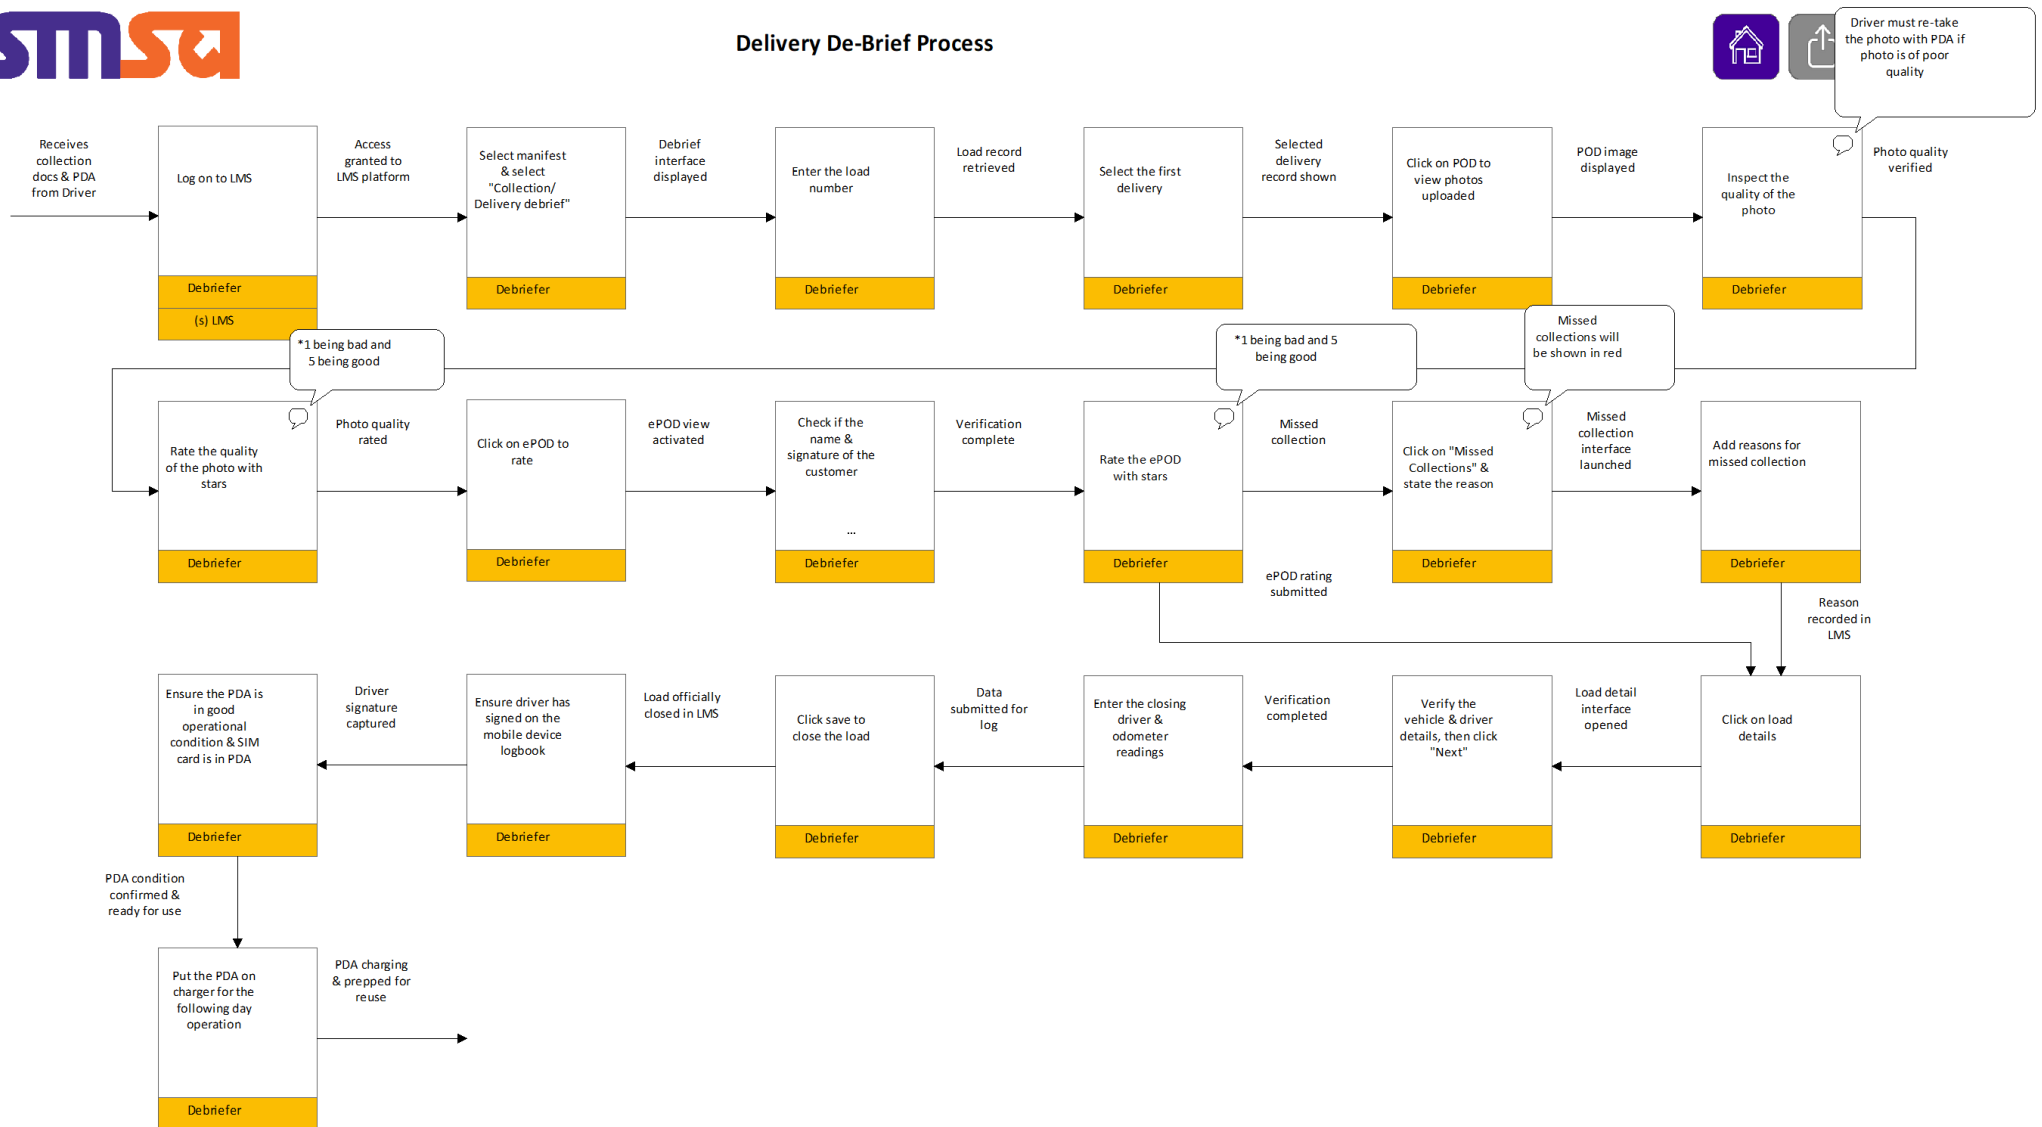 smsa
Delivery De-Brief Process
Driver must re-take
the photo with PDA if
photo is of poor
quality
Receives
collection
docs & PDA
from Driver
Log on to LMS
Debriefer
(s) LMS
Access
granted to
LMS platform
Select manifest
& select
"Collection/
Delivery debrief"
Debriefer
Debrief
interface
displayed
Enter the load
number
Debriefer
Load record
retrieved
Select the first
delivery
Debriefer
Selected
delivery
record shown
Click on POD to
view photos
uploaded
Debriefer
POD image
displayed
Inspect the
quality of the
photo
Debriefer
Photo quality
verified
*1 being bad and
5 being good
Rate the quality
of the photo with
stars
Debriefer
Photo quality
rated
Click on ePOD to
rate
Debriefer
ePOD view
activated
Check if the
name &
signature of the
customer
...
Debriefer
Verification
complete
*1 being bad and 5
being good
Rate the ePOD
with stars
Debriefer
Missed
collection
ePOD rating
submitted
Missed
collections will
be shown in red
Click on "Missed
Collections" &
state the reason
Debriefer
Missed
collection
interface
launched
Add reasons for
missed collection
Debriefer
Reason
recorded in
LMS
Click on load
details
Debriefer
Load detail
interface
opened
Verify the
vehicle & driver
details, then click
"Next"
Debriefer
Verification
completed
Enter the closing
driver &
odometer
readings
Debriefer
Data
submitted for
log
Click save to
close the load
Debriefer
Load officially
closed in LMS
Ensure driver has
signed on the
mobile device
logbook
Debriefer
Driver
signature
captured
Ensure the PDA is
in good
operational
condition & SIM
card is in PDA
Debriefer
PDA condition
confirmed &
ready for use
Put the PDA on
charger for the
following day
operation
Debriefer
PDA charging
& prepped for
reuse